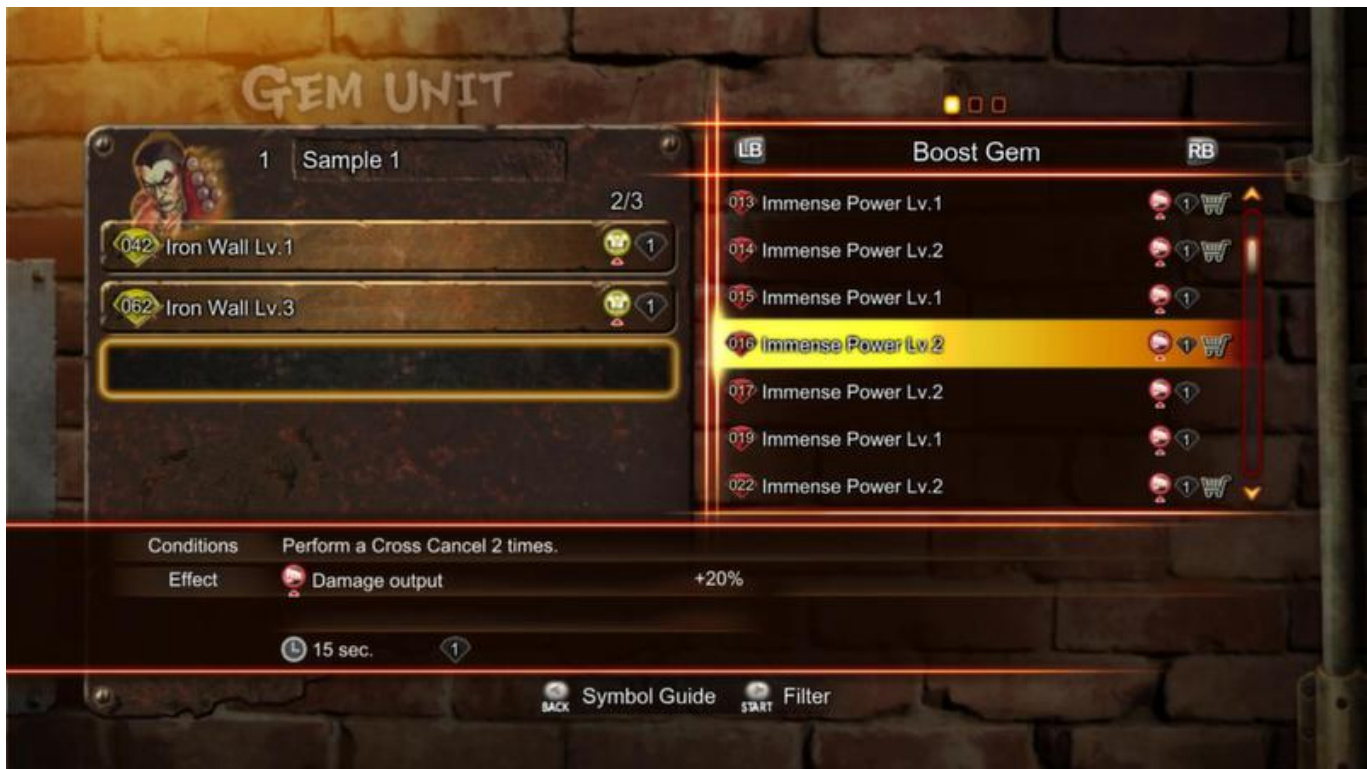 GEM UNIT
1 Sample 1
2/3
042 Iron Wall Lv.1 1
062 Iron Wall Lv.3 1
LB Boost Gem RB
013 Immense Power Lv.1 1
014 Immense Power Lv.2 1
015 Immense Power Lv.1 1
016 Immense Power Lv.2 1
017 Immense Power Lv.2 1
019 Immense Power Lv.1 1
022 Immense Power Lv.2 1
Conditions Perform a Cross Cancel 2 times.
Effect Damage output +20%
15 sec. 1
BACK Symbol Guide START Filter